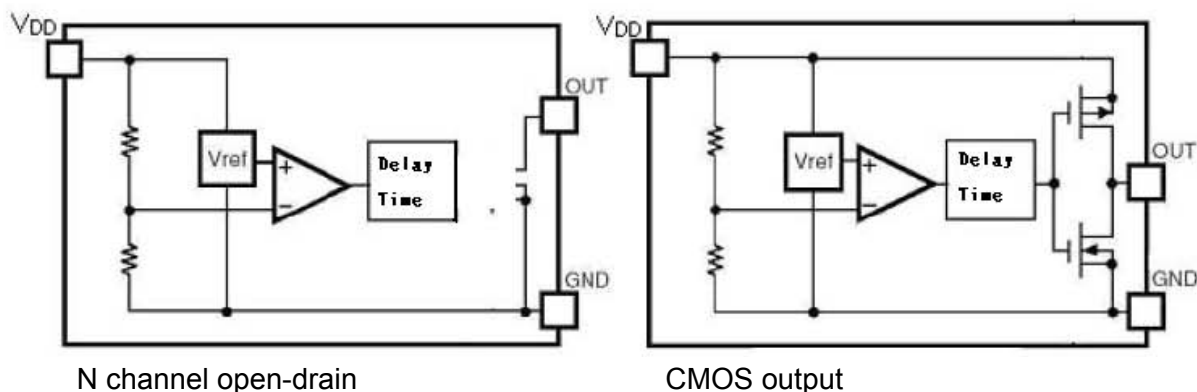 VDD
OUT
Vref
+
−
Delay
Time
GND
N channel open-drain
VDD
Vref
+
−
Delay
Time
OUT
GND
CMOS output